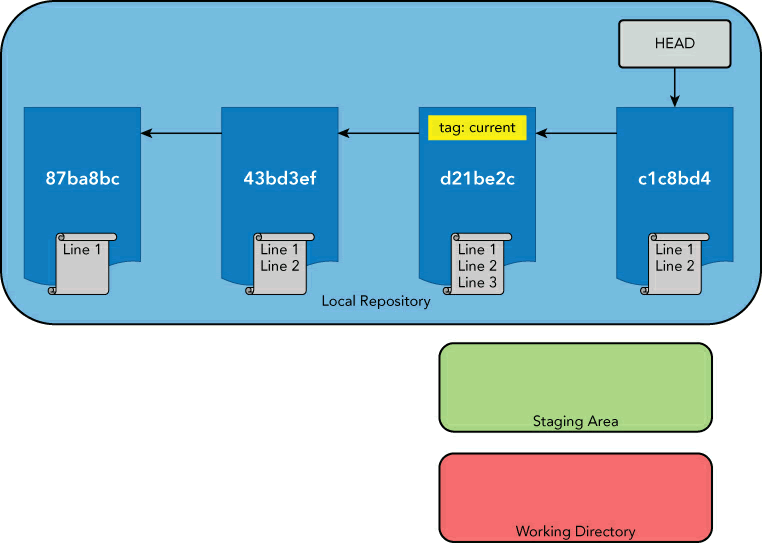 HEAD
tag: current
87ba8bc
43bd3ef
d21be2c
c1c8bd4
Line 1
Line 1
Line 2
Line 1
Line 2
Line 3
Line 1
Line 2
Local Repository
Staging Area
Working Directory